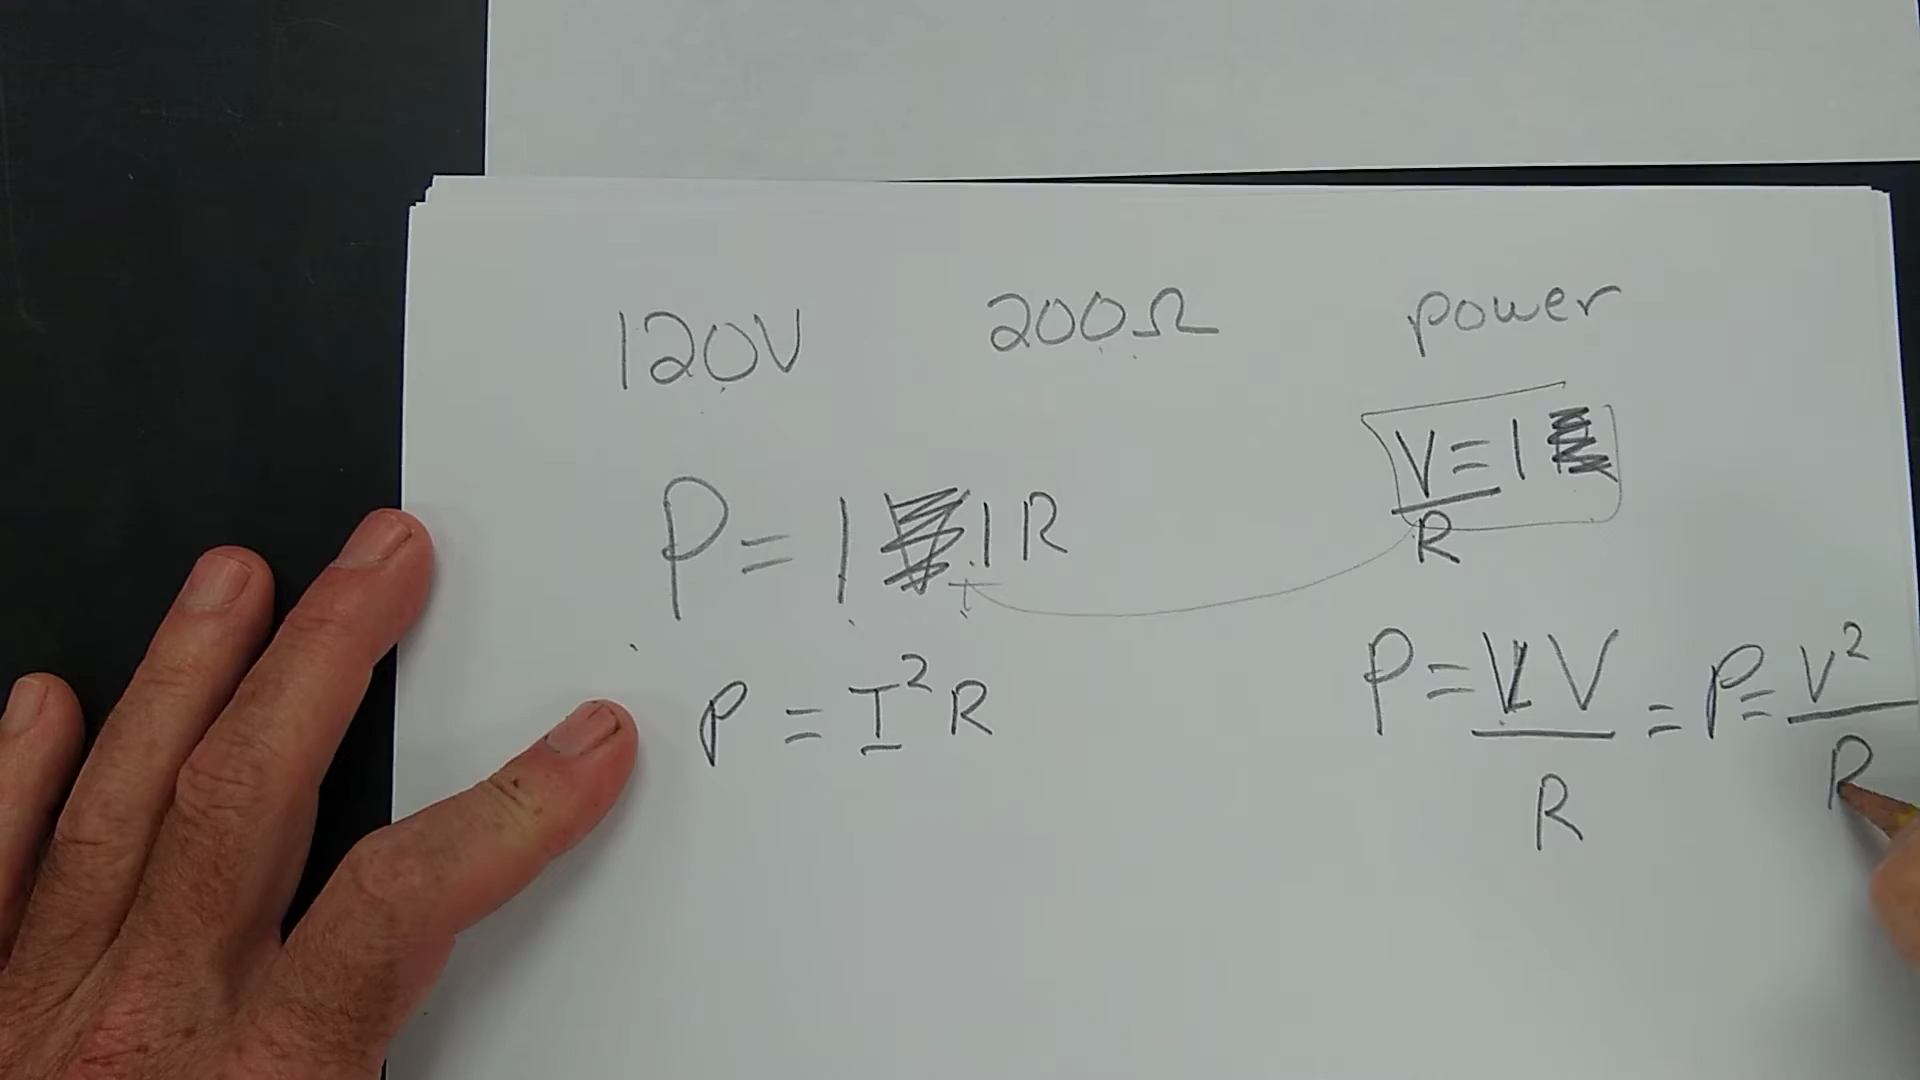 120V 200Ω power
V = I
R
P = I I R
P = I²R
P = V V = P = V²
R R